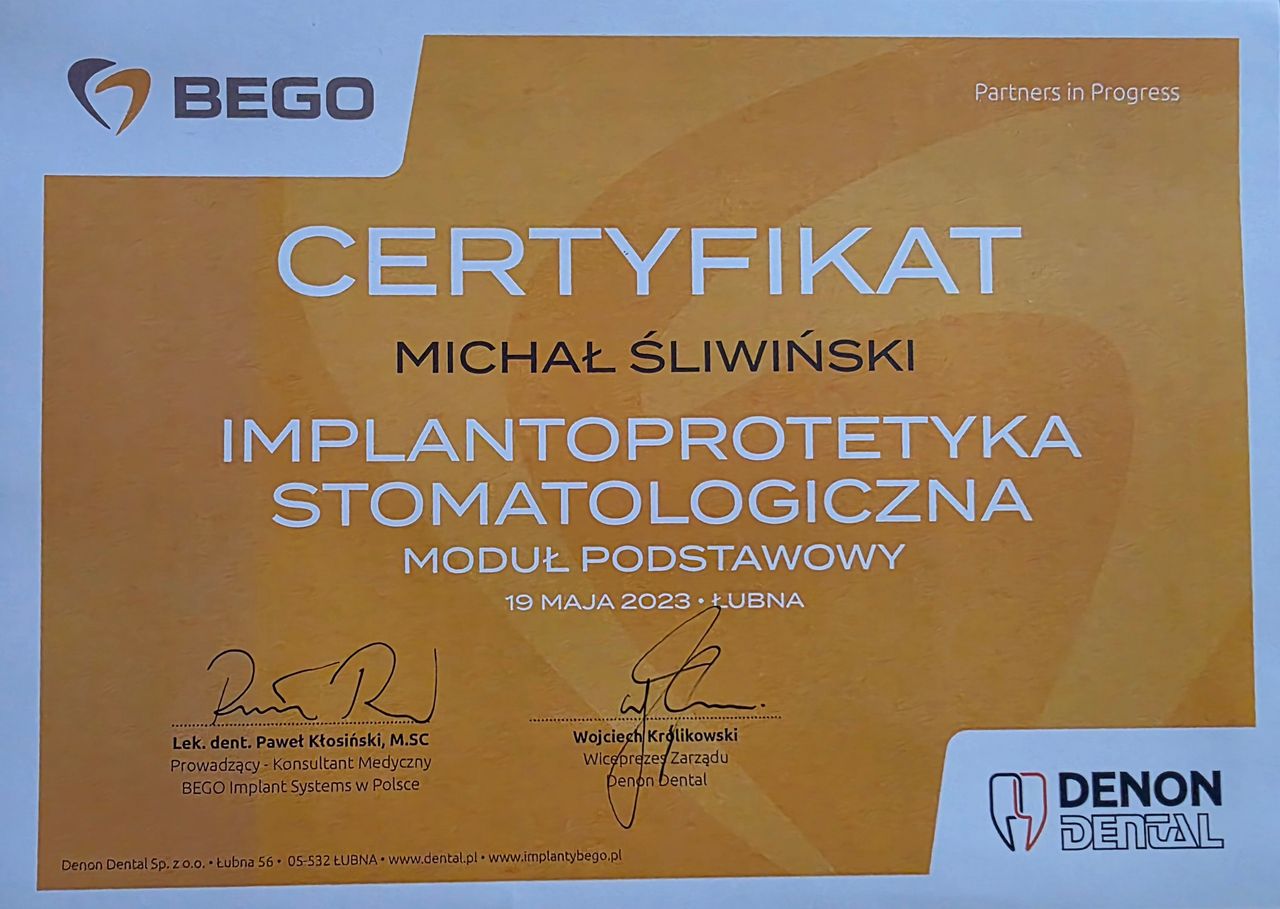 BEGO
Partners in Progress
CERTYFIKAT
MICHAŁ ŚLIWIŃSKI
IMPLANTOPROTETYKA
STOMATOLOGICZNA
MODUŁ PODSTAWOWY
19 MAJA 2023 • ŁUBNA
Lek. dent. Paweł Kłosiński, M.SC
Prowadzący - Konsultant Medyczny
BEGO Implant Systems w Polsce
Wojciech Królikowski
Wiceprezes Zarządu
Denon Dental
DENON
DENTAL
Denon Dental Sp. z o.o. • Łubna 56 • 05-532 ŁUBNA • www.dental.pl • www.implantybego.pl